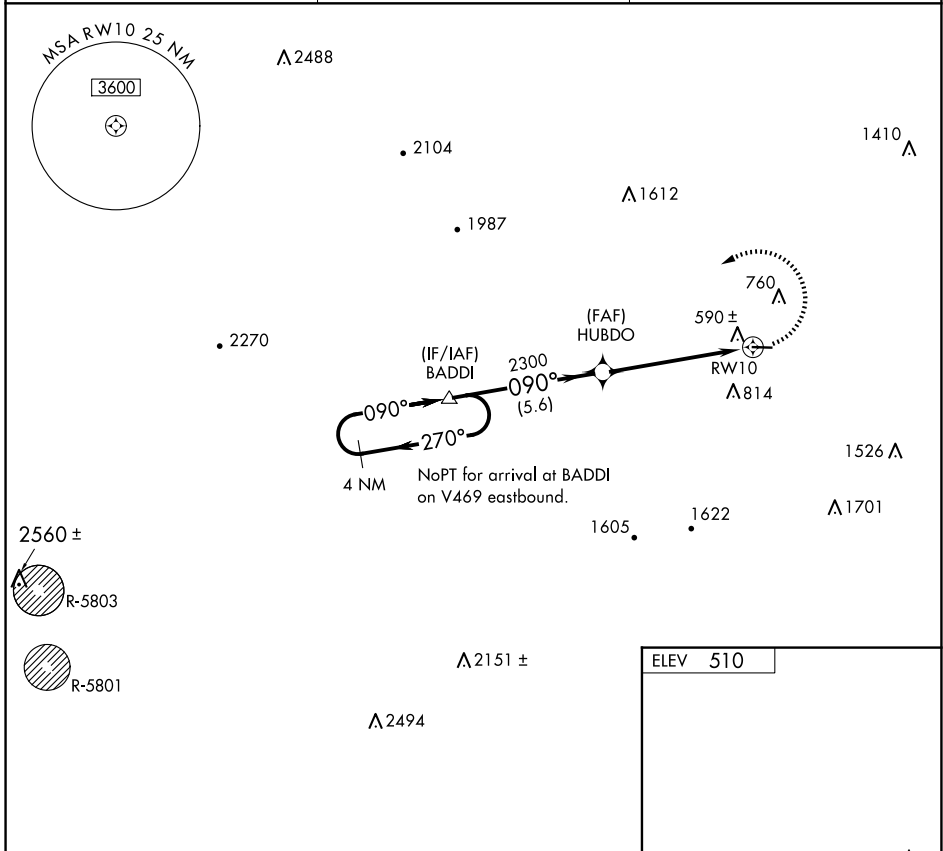 MSA RW10 25 NM
3600
2488
2104
1410
1612
1987
760
590 ±
(FAF)
HUBDO
2270
(IF/IAF)
BADDI
2300
090°
(5.6)
RW10
814
090°
270°
4 NM
NoPT for arrival at BADDI
on V469 eastbound.
1526
1701
1605
1622
2560 ±
R-5803
R-5801
2151 ±
2494
ELEV 510